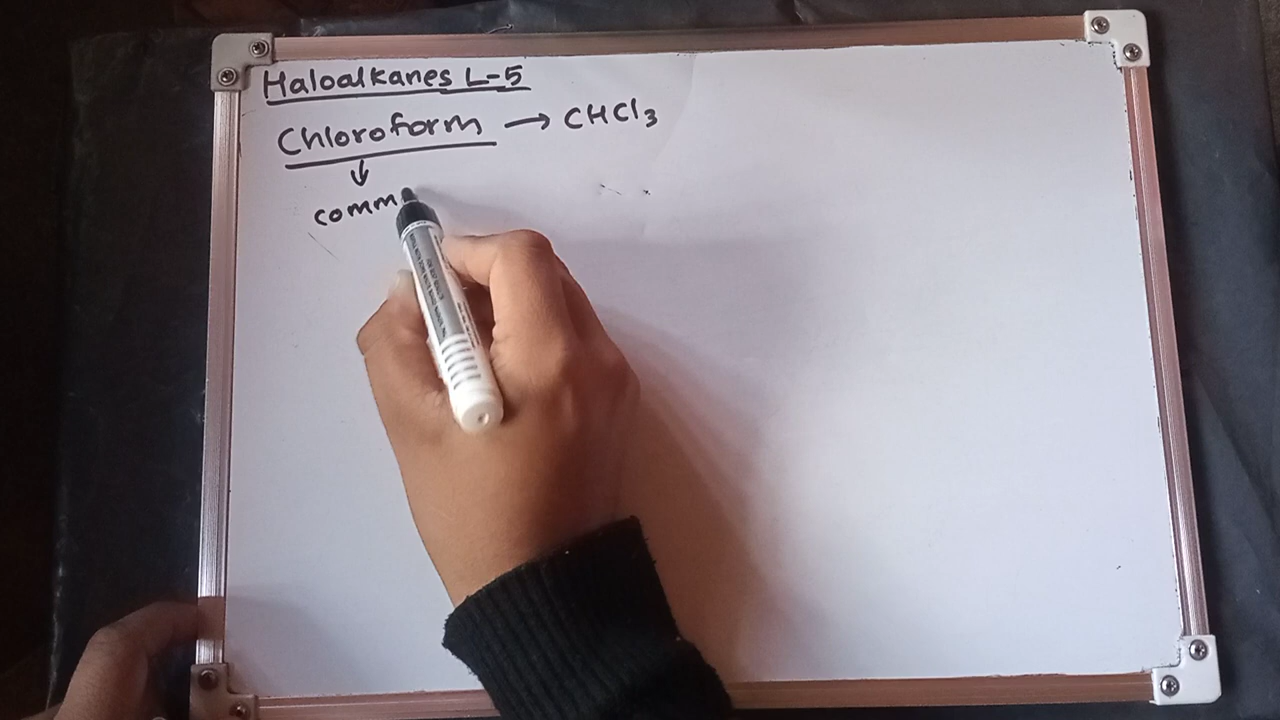 Haloalkanes L-5
Chloroform → CHCl3
↓
comm